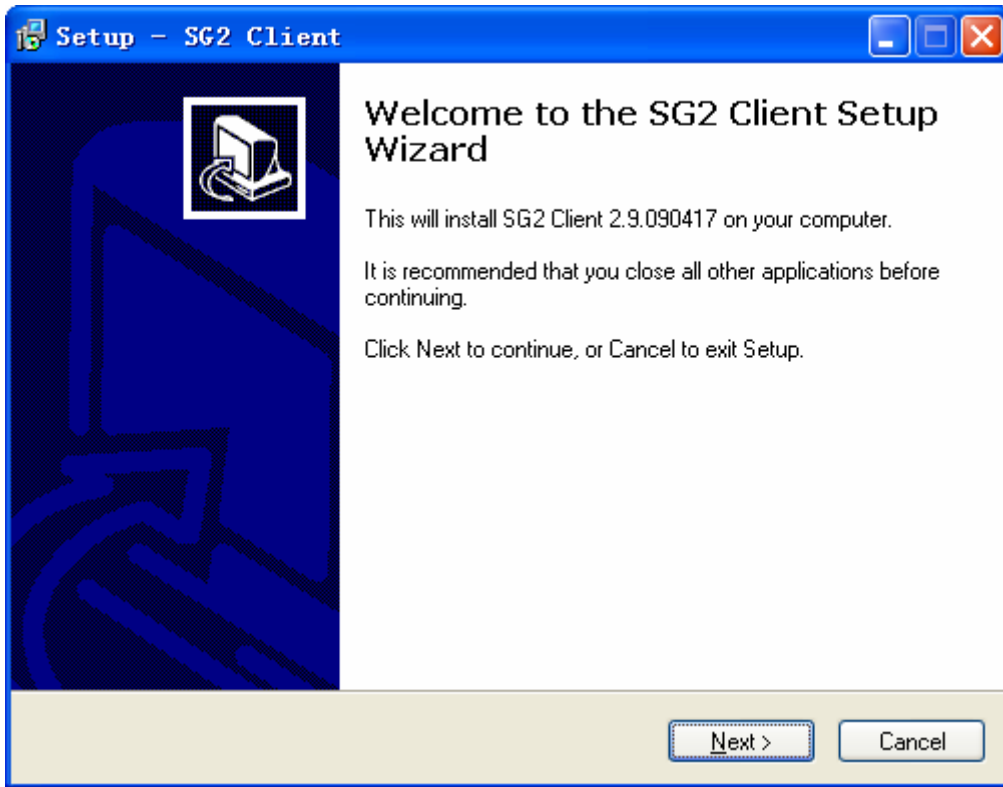 Setup - SG2 Client
Welcome to the SG2 Client Setup
Wizard
This will install SG2 Client 2.9.090417 on your computer.
It is recommended that you close all other applications before
continuing.
Click Next to continue, or Cancel to exit Setup.
Next >
Cancel